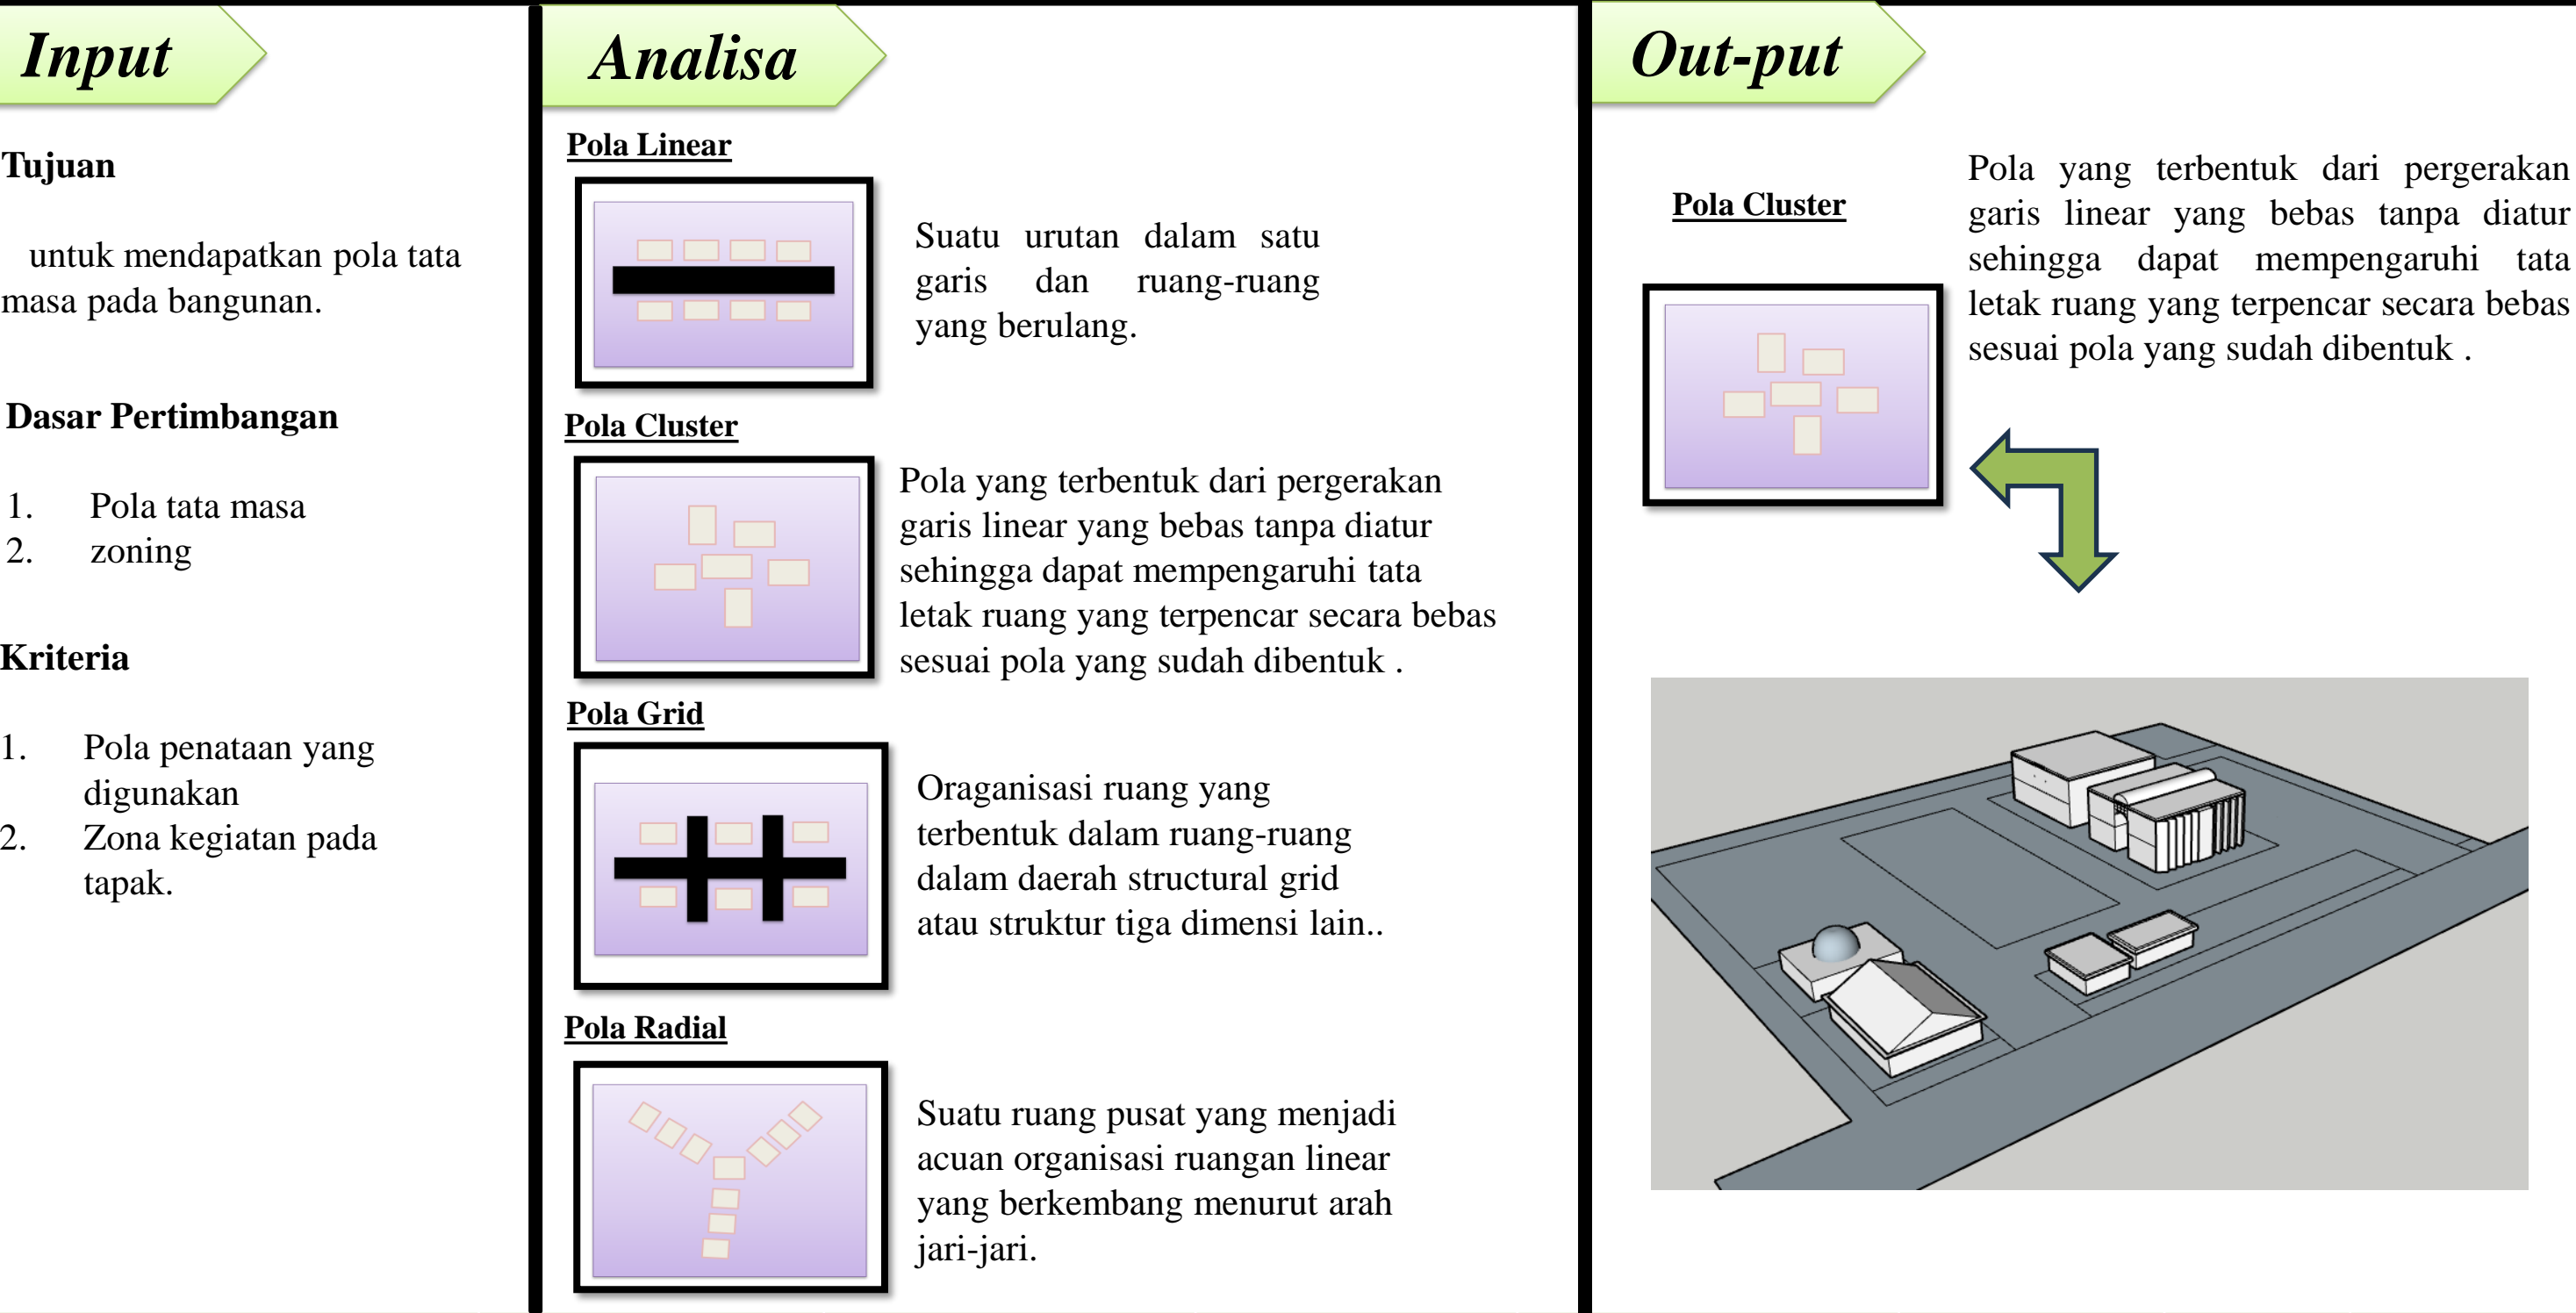 Input
Tujuan
untuk mendapatkan pola tata
masa pada bangunan.
Dasar Pertimbangan
1. Pola tata masa
2. zoning
Kriteria
1. Pola penataan yang
digunakan
2. Zona kegiatan pada
tapak.
Analisa
Pola Linear
Suatu urutan dalam satu
garis dan ruang-ruang
yang berulang.
Pola Cluster
Pola yang terbentuk dari pergerakan
garis linear yang bebas tanpa diatur
sehingga dapat mempengaruhi tata
letak ruang yang terpencar secara bebas
sesuai pola yang sudah dibentuk .
Pola Grid
Oraganisasi ruang yang
terbentuk dalam ruang-ruang
dalam daerah structural grid
atau struktur tiga dimensi lain..
Pola Radial
Suatu ruang pusat yang menjadi
acuan organisasi ruangan linear
yang berkembang menurut arah
jari-jari.
Out-put
Pola Cluster
Pola yang terbentuk dari pergerakan
garis linear yang bebas tanpa diatur
sehingga dapat mempengaruhi tata
letak ruang yang terpencar secara bebas
sesuai pola yang sudah dibentuk .